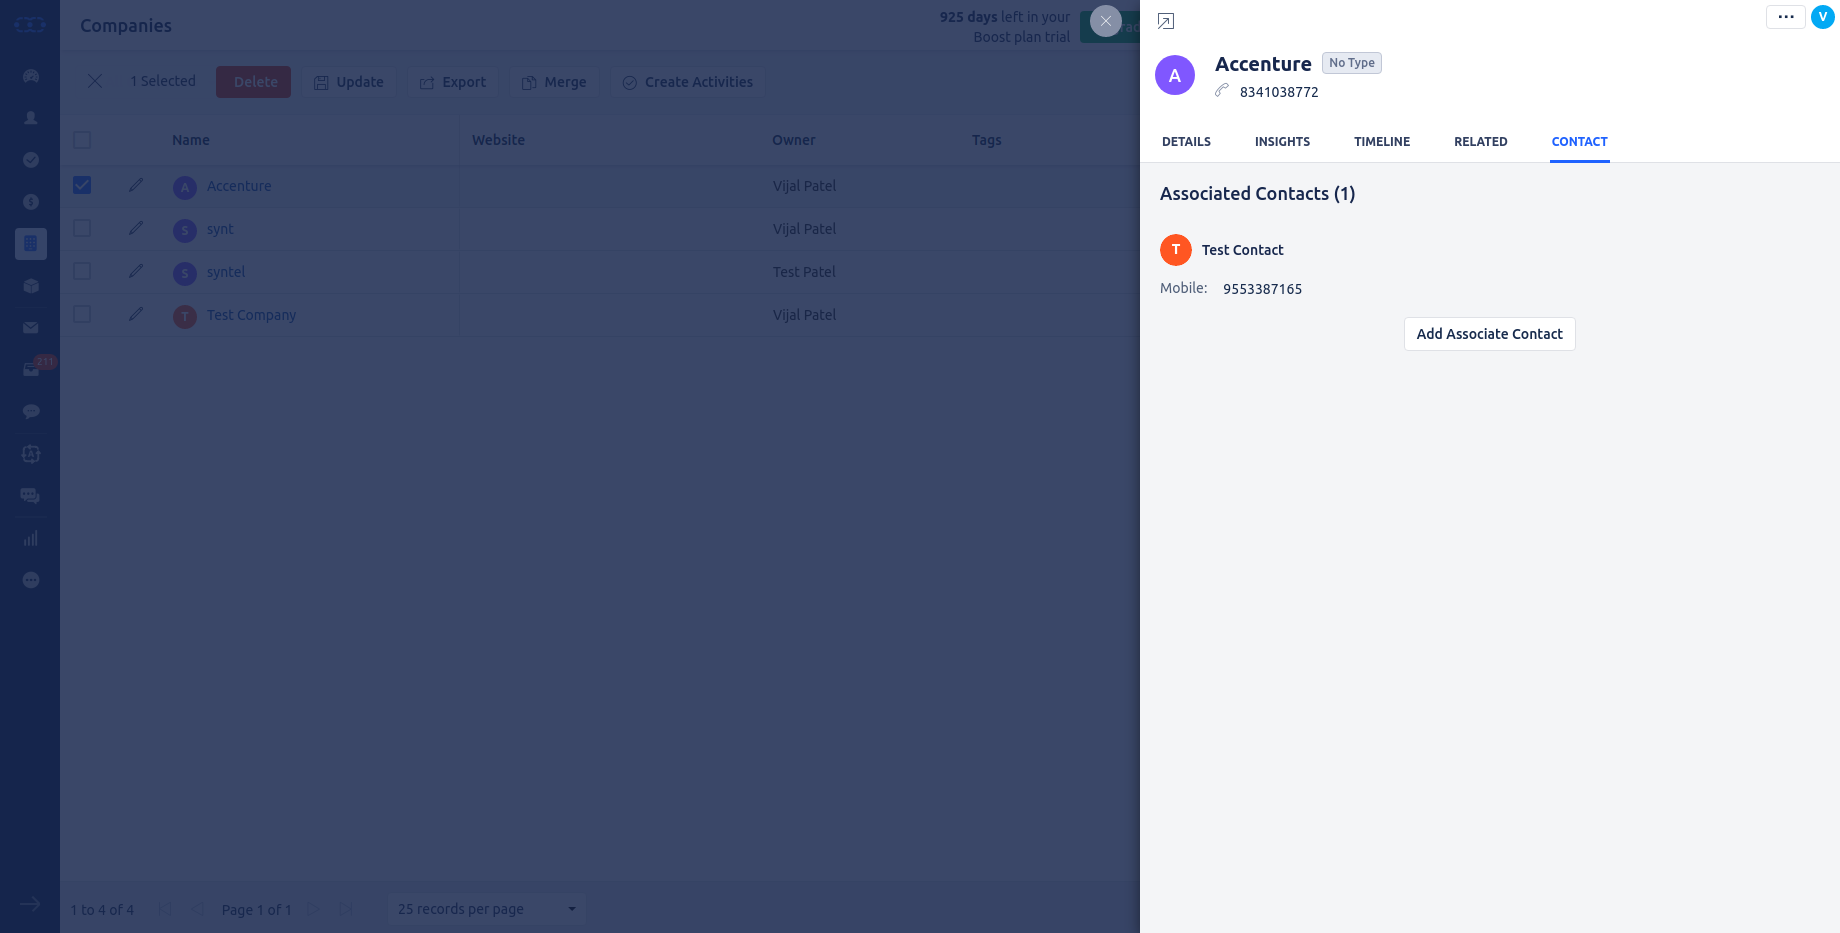 Companies
925 days left in your
Boost plan trial
1 Selected
Delete
Update
Export
Merge
Create Activities
Name
Website
Owner
Tags
A
Accenture
Vijal Patel
S
synt
Vijal Patel
S
syntel
Test Patel
T
Test Company
Vijal Patel
211
1 to 4 of 4
Page 1 of 1
25 records per page
V
A
Accenture
No Type
8341038772
DETAILS
INSIGHTS
TIMELINE
RELATED
CONTACT
Associated Contacts (1)
T
Test Contact
Mobile: 9553387165
Add Associate Contact